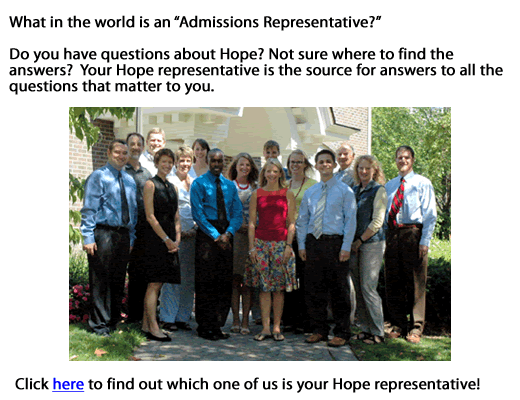 What in the world is an “Admissions Representative?”
Do you have questions about Hope? Not sure where to find the
answers? Your Hope representative is the source for answers to all the
questions that matter to you.
Click here to find out which one of us is your Hope representative!